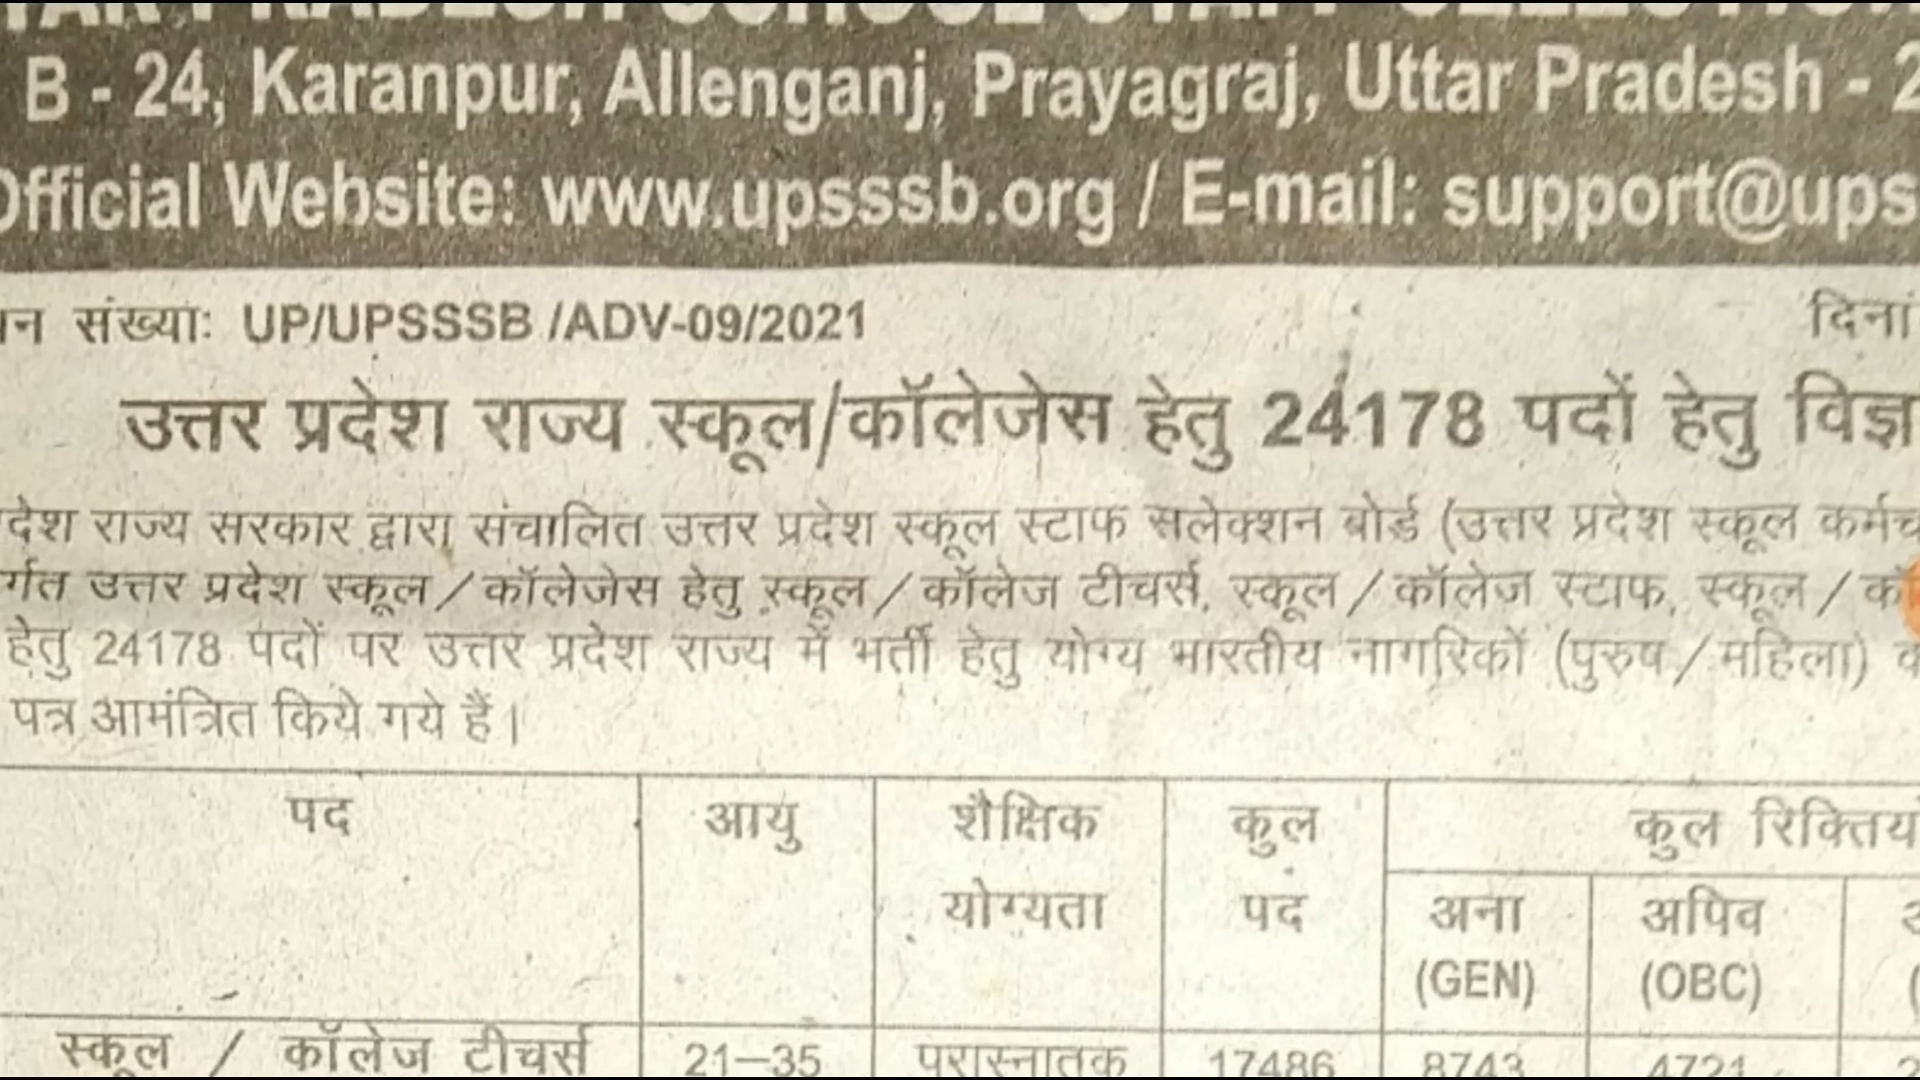 B - 24, Karanpur, Allenganj, Prayagraj, Uttar Pradesh - 2
Official Website: www.upsssb.org / E-mail: support@ups
संख्याः UP/UPSSSB /ADV-09/2021 दिनां
उत्तर प्रदेश राज्य स्कूल/कॉलेजेस हेतु 24178 पदों हेतु विज्ञ
देश राज्य सरकार द्वारा संचालित उत्तर प्रदेश स्कूल स्टाफ सलेक्शन बोर्ड (उत्तर प्रदेश स्कूल कर्मच
र्गत उत्तर प्रदेश स्कूल/कॉलेजेस हेतु स्कूल/कॉलेज टीचर्स, स्कूल/कॉलेज स्टाफ, स्कूल/कॉ
हेतु 24178 पदों पर उत्तर प्रदेश राज्य में भर्ती हेतु योग्य भारतीय नागरिकों (पुरुष/महिला)
पत्र आमंत्रित किये गये हैं।
पद आयु शैक्षिक योग्यता कुल पद कुल रिक्तिय
अना (GEN) अपिव (OBC)
स्कूल / कॉलेज टीचर्स 21–35 परास्नातक 17486 8743 4721